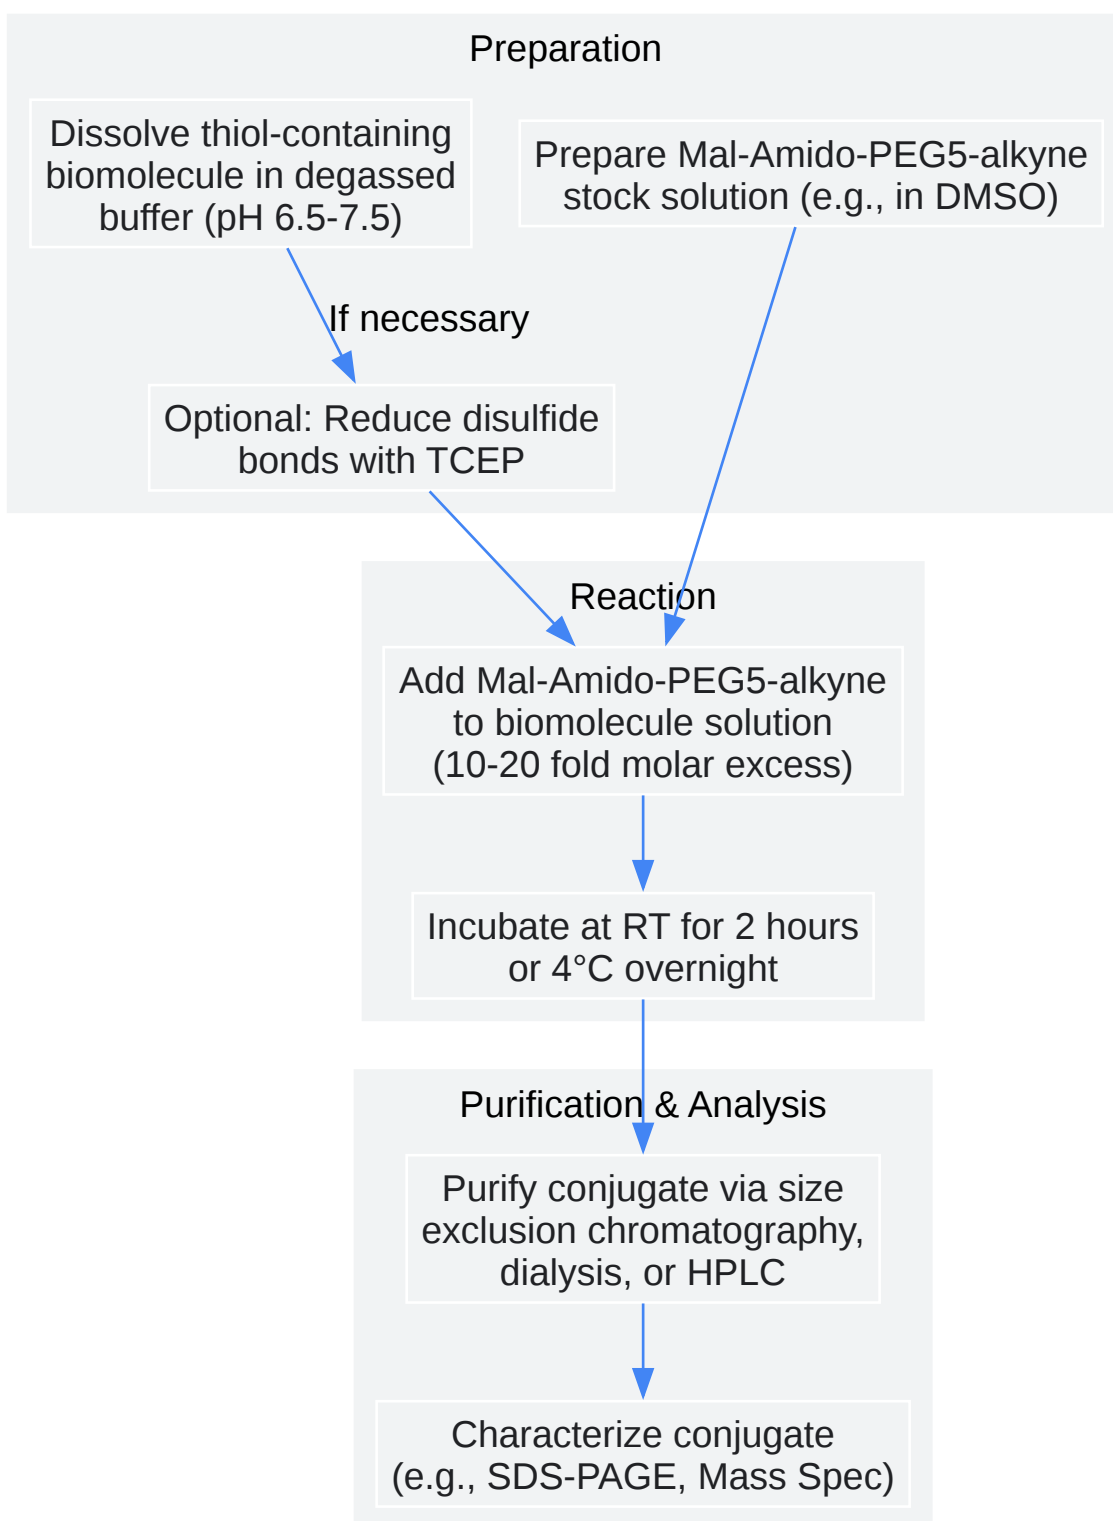 Preparation
Dissolve thiol-containing
biomolecule in degassed
buffer (pH 6.5-7.5)
Prepare Mal-Amido-PEG5-alkyne
stock solution (e.g., in DMSO)
If necessary
Optional: Reduce disulfide
bonds with TCEP
Reaction
Add Mal-Amido-PEG5-alkyne
to biomolecule solution
(10-20 fold molar excess)
Incubate at RT for 2 hours
or 4°C overnight
Purification & Analysis
Purify conjugate via size
exclusion chromatography,
dialysis, or HPLC
Characterize conjugate
(e.g., SDS-PAGE, Mass Spec)